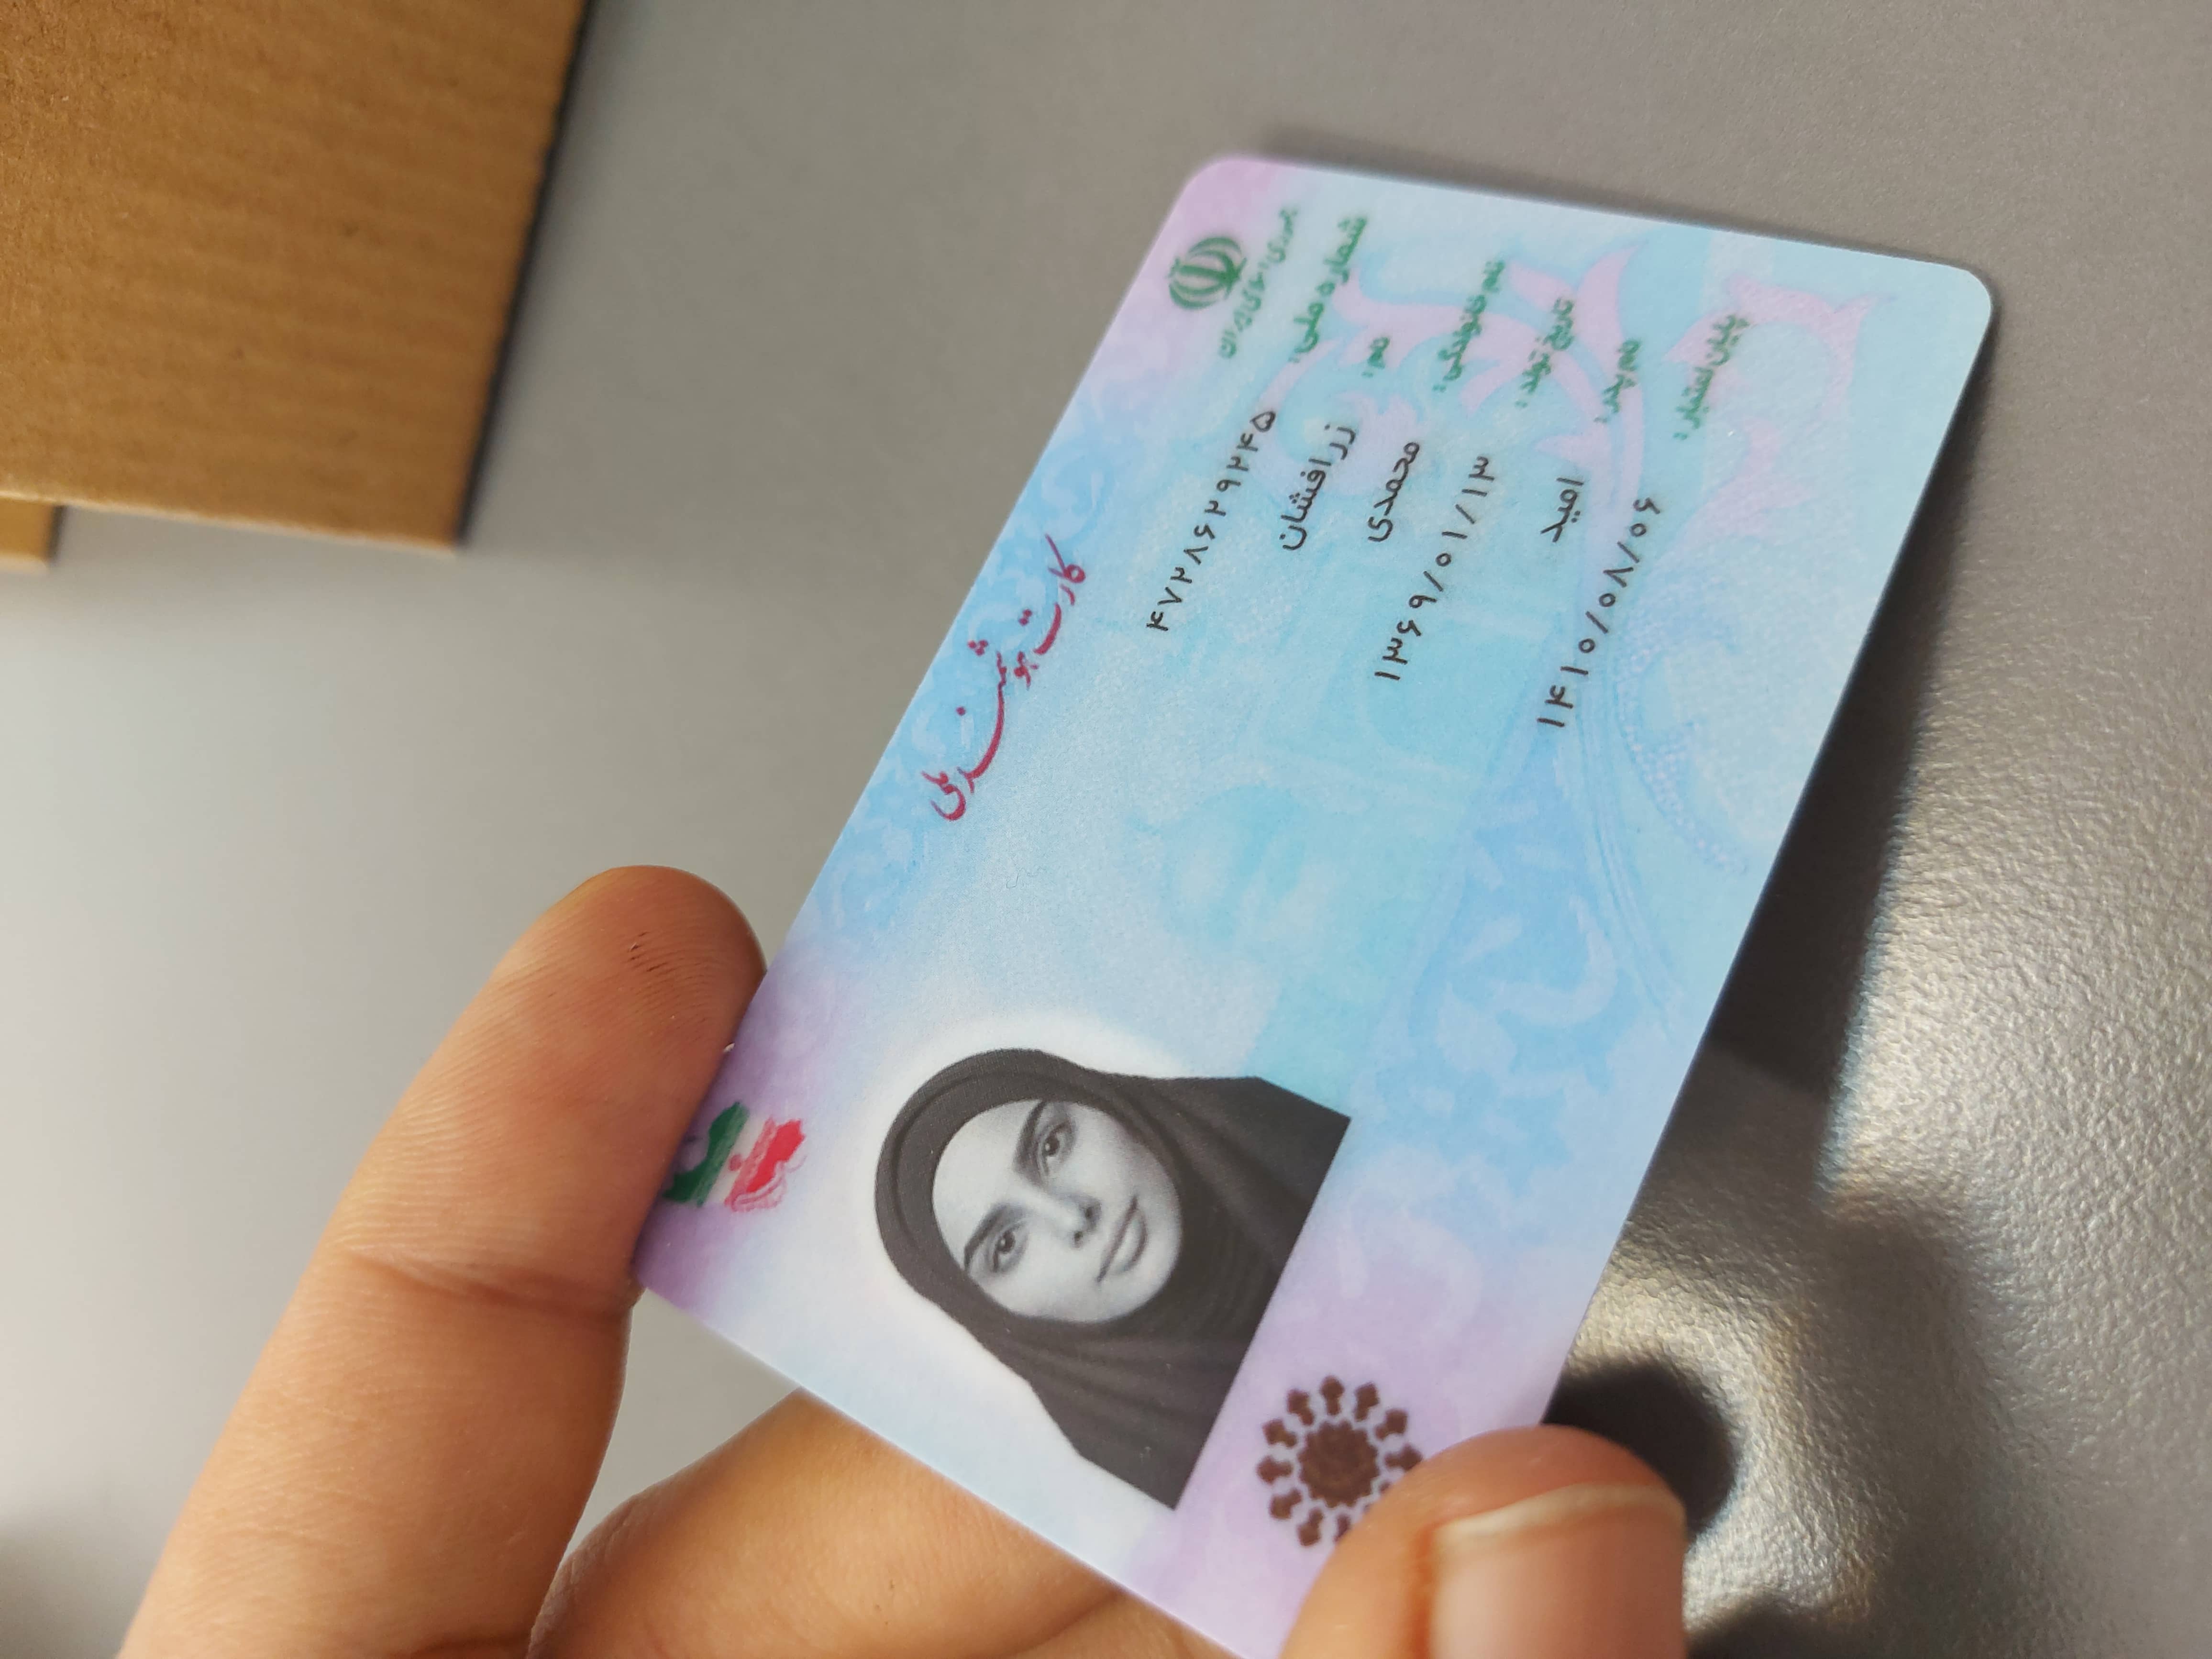 جمهوری اسلامی ایران
کارت هوشمند ملی
شماره ملی: ۴۷۲۸۶۲۹۲۴۵
نام: زرافشان
نام خانوادگی: محمدی
تاریخ تولد: ۱۳۶۹/۰۱/۱۳
نام پدر: امید
پایان اعتبار: ۱۴۱۰/۰۸/۰۶